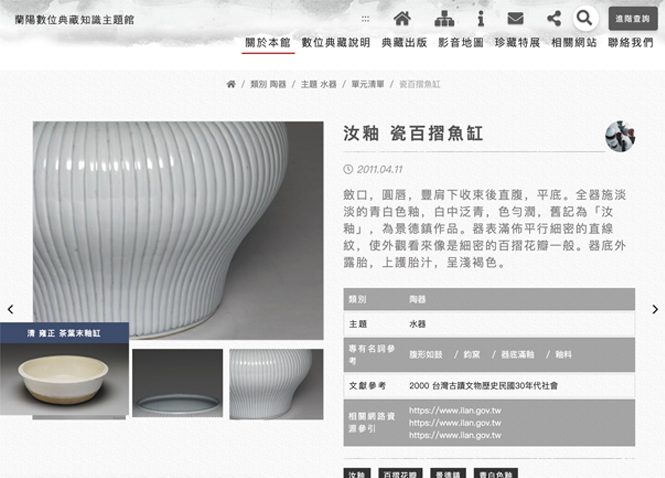 蘭陽數位典藏知識主題館
:::
進階查詢
關於本館 數位典藏說明 典藏出版 影音地圖 珍藏特展 相關網站 聯絡我們
/ 類別 陶器 / 主題 水器 / 單元清單 / 瓷百摺魚缸
汝釉 瓷百摺魚缸
2011.04.11
斂口，圓唇，豐肩下收束後直腹，平底。全器施淡
淡的青白色釉，白中泛青，色勻潤，舊記為「汝
釉」，為景德鎮作品。器表滿佈平行細密的直線
紋，使外觀看來像是細密的百摺花瓣一般。器底外
露胎，上護胎汁，呈淺褐色。
清 雍正 茶葉末釉缸
類別 陶器
主題 水器
專有名詞參考 腹形如鼓 / 鈞窯 / 器底滿釉 / 釉料
文獻參考 2000 台灣古蹟文物歷史民國30年代社會
相關網路資源參引 https://www.ilan.gov.tw
https://www.ilan.gov.tw
https://www.ilan.gov.tw
汝釉 百摺花瓣 景德鎮 青白色釉